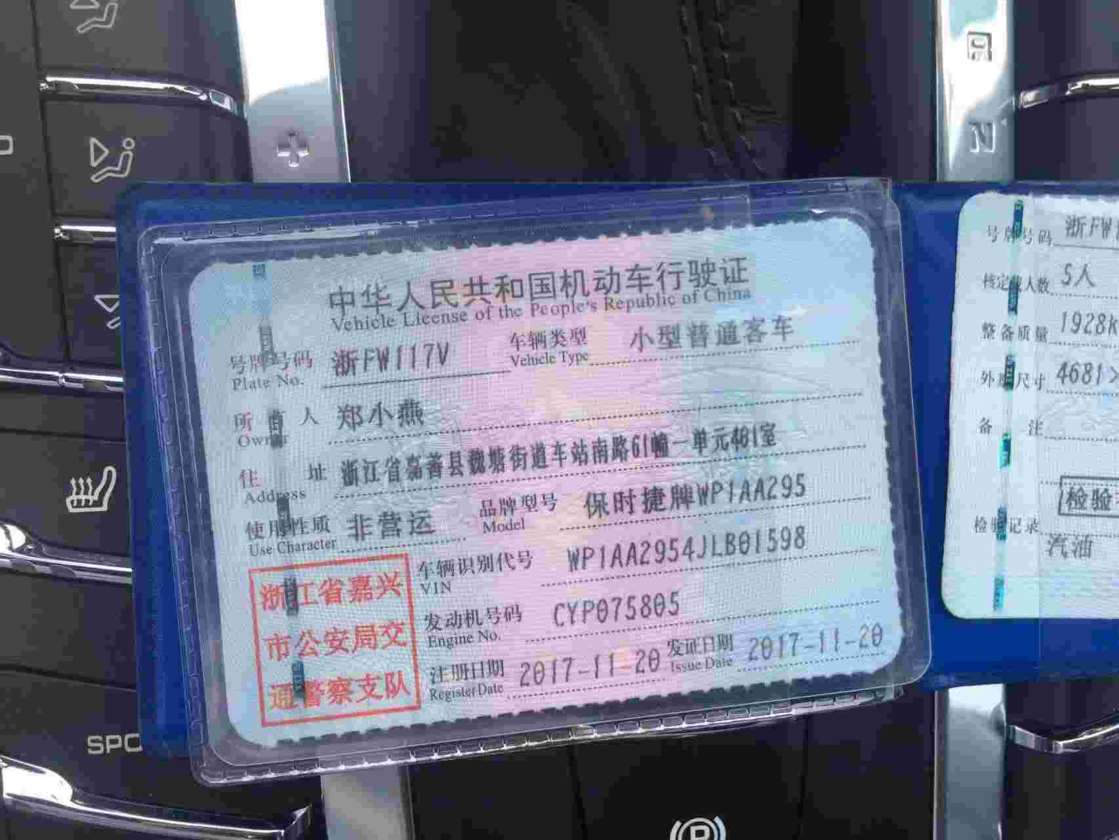 中华人民共和国机动车行驶证
Vehicle License of the People's Republic of China
号牌号码 浙FW117V 车辆类型 小型普通客车
Plate No. Vehicle Type
所有人 郑小燕
Owner
住址 浙江省嘉善县魏塘街道车站南路61幢一单元401室
Address
使用性质 非营运 品牌型号 保时捷牌WP1AA295
Use Character Model
车辆识别代号 WP1AA2954JLB01598
VIN
发动机号码 CYP075805
Engine No.
注册日期 2017-11-20 发证日期 2017-11-20
Register Date Issue Date
浙江省嘉兴
市公安局交
通警察支队
号牌号码 浙FW
核定载人数 5人
整备质量 1928k
外廓尺寸 4681×
备注
检验记录
检验
汽油
R
N
SPO
P